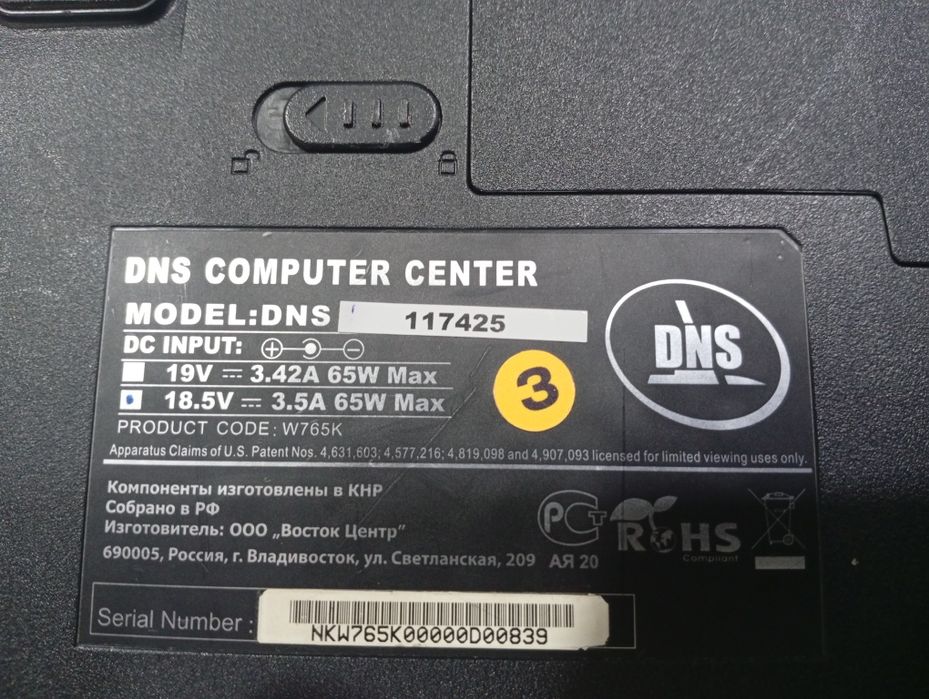 DNS COMPUTER CENTER
MODEL:DNS 117425
DC INPUT:
19V 3.42A 65W Max
18.5V 3.5A 65W Max
3
DNS
PRODUCT CODE: W765K
Apparatus Claims of U.S. Patent Nos. 4,631,603; 4,577,216; 4,819,098 and 4,907,093 licensed for limited viewing uses only.
Компоненты изготовлены в КНР
Собрано в РФ
Изготовитель: ООО „Восток Центр"
690005, Россия, г. Владивосток, ул. Светланская, 209 АЯ 20
РСТ
RoHS
Compliant
Serial Number :
NKW765K00000D00839